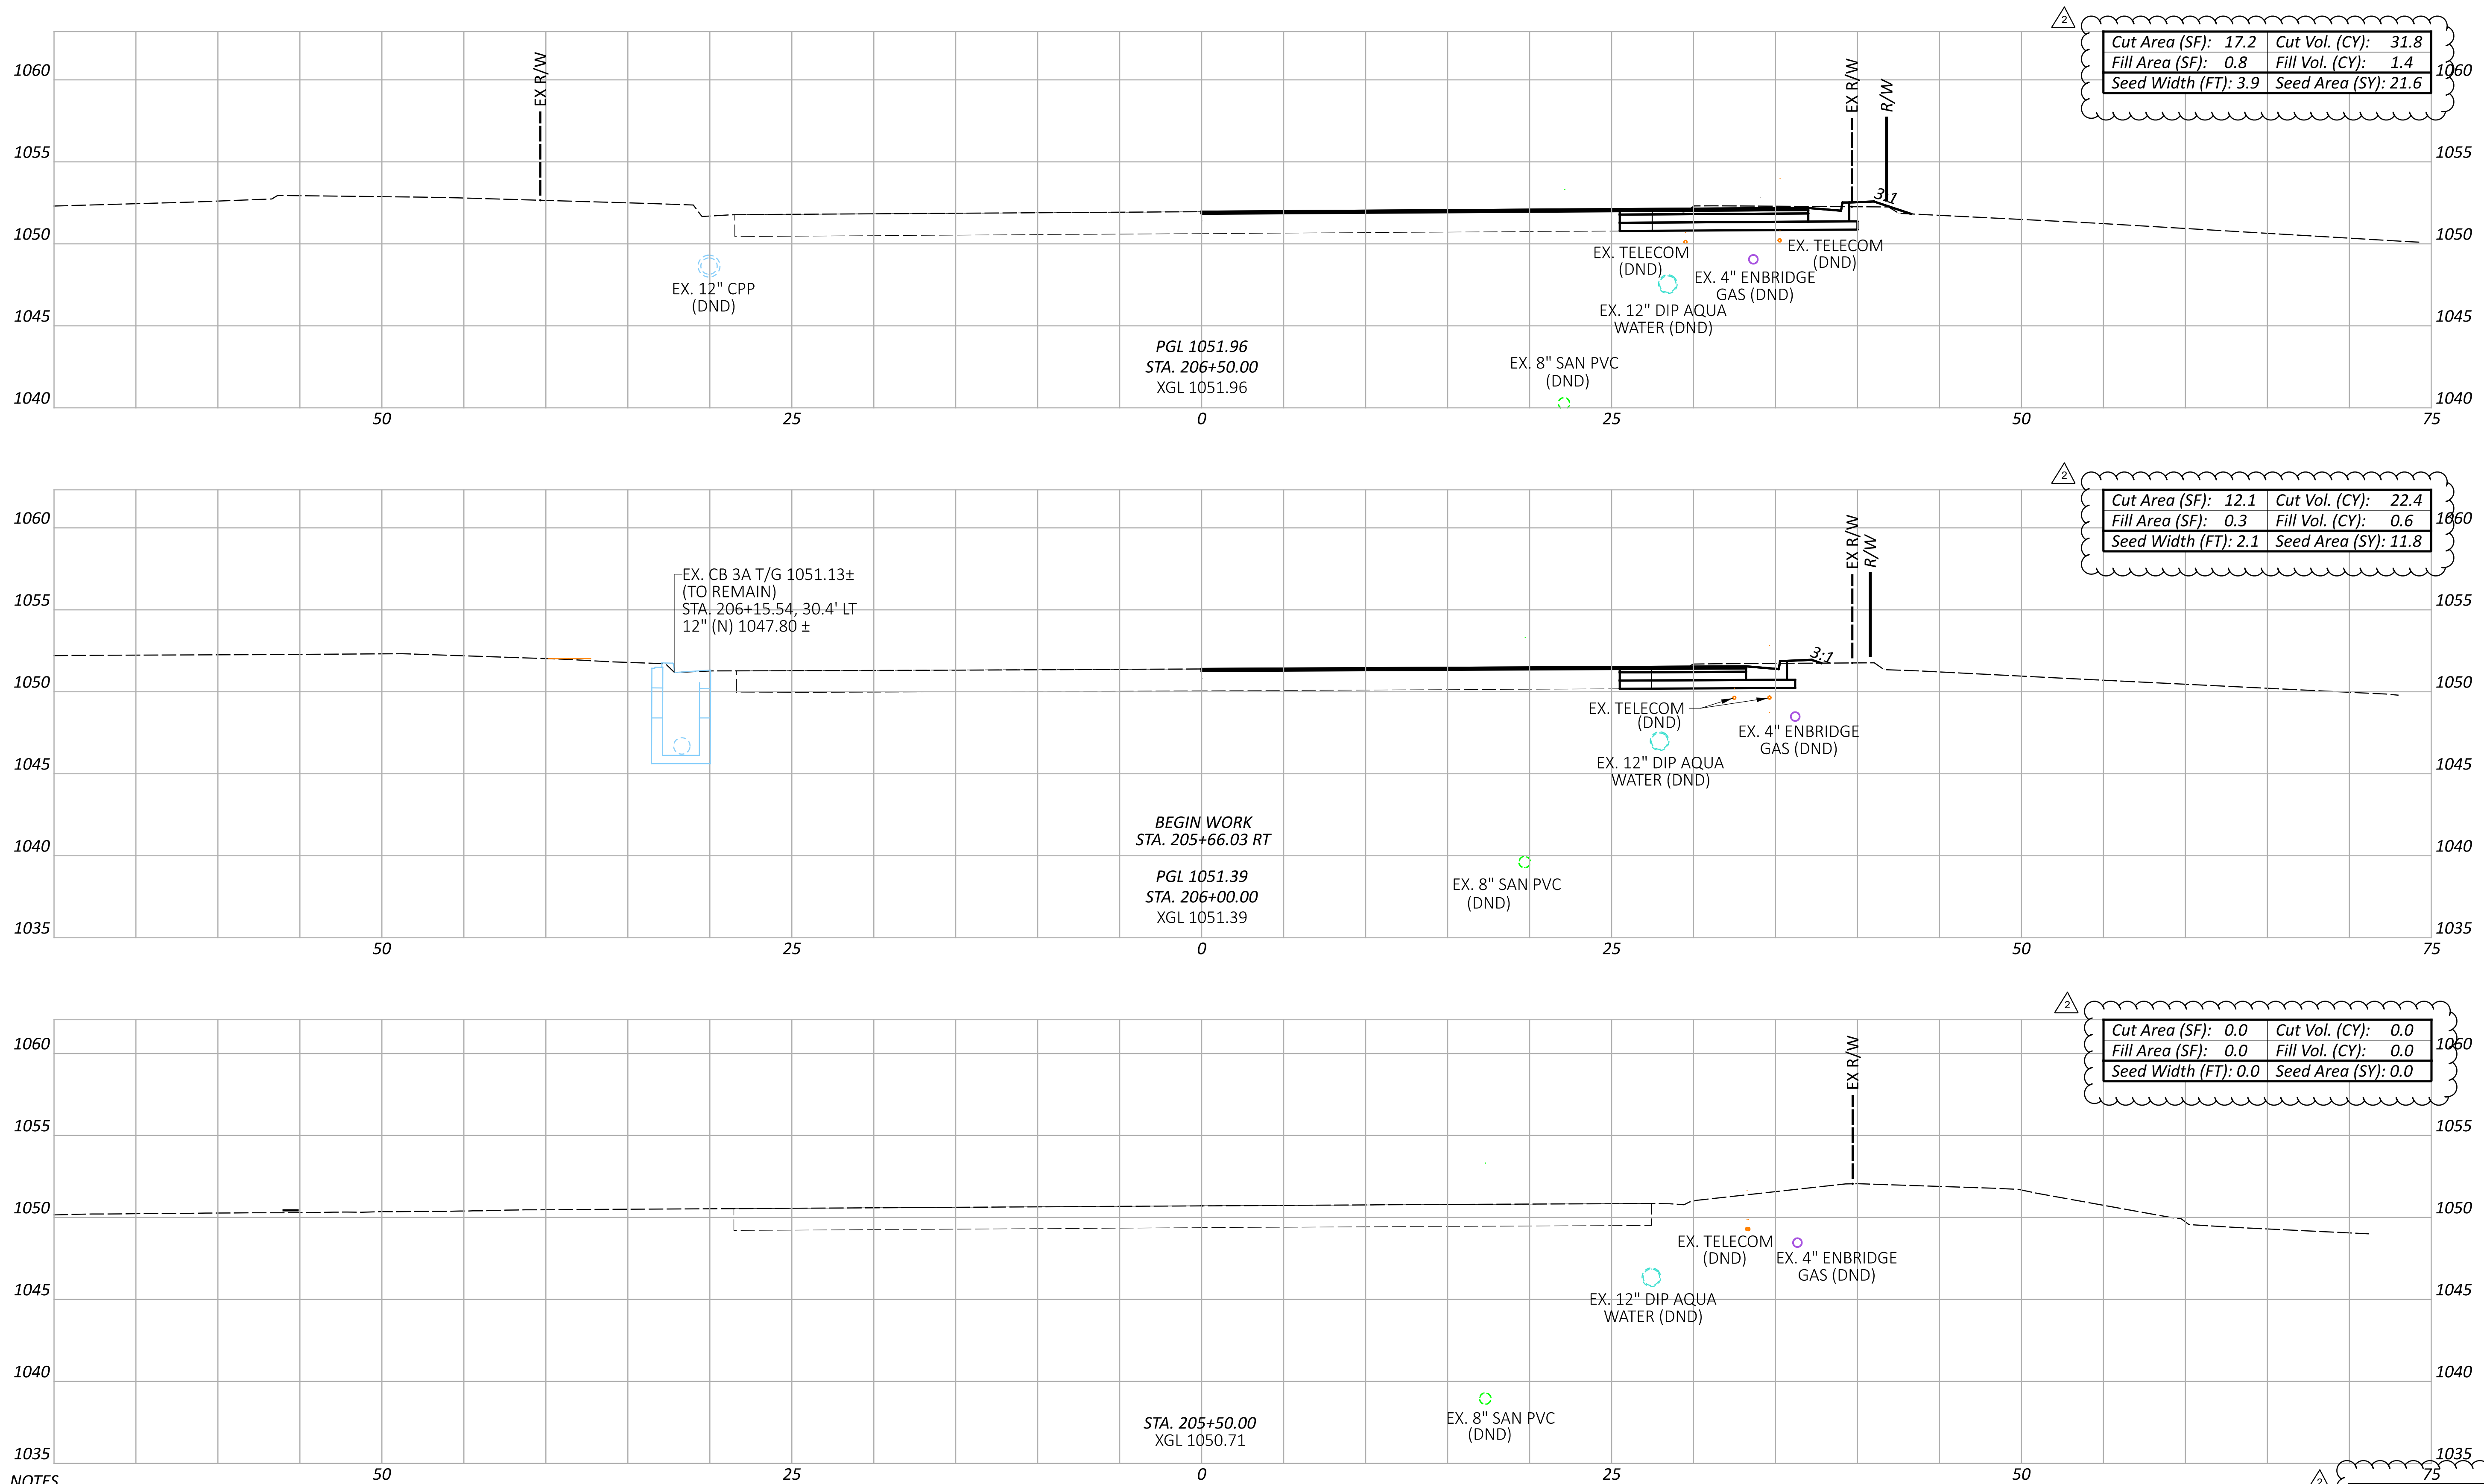 2
Cut Area (SF): 17.2 Cut Vol. (CY): 31.8
Fill Area (SF): 0.8 Fill Vol. (CY): 1.4
Seed Width (FT): 3.9 Seed Area (SY): 21.6
EX R/W
EX R/W
R/W
1060 1060
1055 1055
3:1
1050 1050
EX. TELECOM
(DND)
EX. TELECOM
(DND)
EX. 12" CPP
(DND)
EX. 4" ENBRIDGE
GAS (DND)
1045 1045
EX. 12" DIP AQUA
WATER (DND)
PGL 1051.96
STA. 206+50.00
XGL 1051.96
EX. 8" SAN PVC
(DND)
1040 1040
50 25 0 25 50 75
2
Cut Area (SF): 12.1 Cut Vol. (CY): 22.4
Fill Area (SF): 0.3 Fill Vol. (CY): 0.6
Seed Width (FT): 2.1 Seed Area (SY): 11.8
EX R/W
R/W
1060 1060
EX. CB 3A T/G 1051.13±
(TO REMAIN)
STA. 206+15.54, 30.4' LT
12" (N) 1047.80 ±
1055 1055
3:1
1050 1050
EX. TELECOM
(DND)
EX. 4" ENBRIDGE
GAS (DND)
EX. 12" DIP AQUA
WATER (DND)
1045 1045
BEGIN WORK
STA. 205+66.03 RT
1040 1040
PGL 1051.39
STA. 206+00.00
XGL 1051.39
EX. 8" SAN PVC
(DND)
1035 1035
50 25 0 25 50 75
2
Cut Area (SF): 0.0 Cut Vol. (CY): 0.0
Fill Area (SF): 0.0 Fill Vol. (CY): 0.0
Seed Width (FT): 0.0 Seed Area (SY): 0.0
EX R/W
1060 1060
1055 1055
1050 1050
EX. TELECOM
(DND)
EX. 4" ENBRIDGE
GAS (DND)
1045 1045
EX. 12" DIP AQUA
WATER (DND)
1040 1040
STA. 205+50.00
XGL 1050.71
EX. 8" SAN PVC
(DND)
1035 1035
50 25 0 25 50 75
NOTES
2